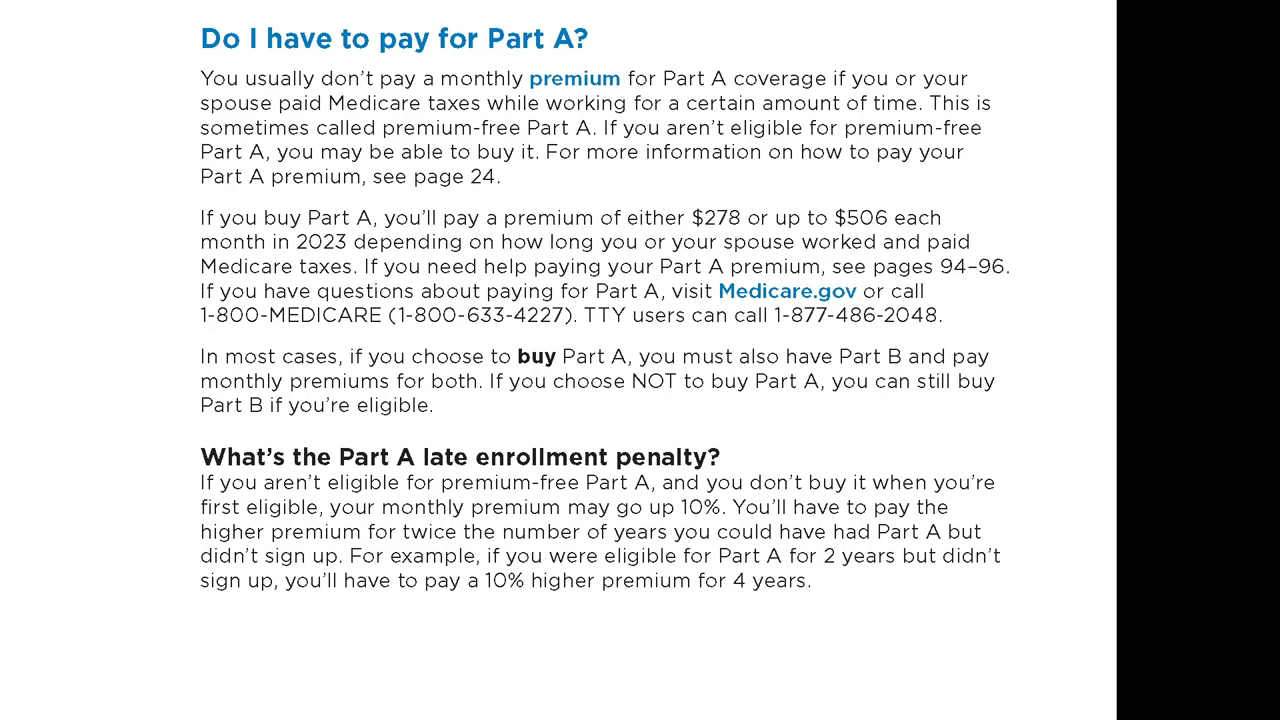 Do I have to pay for Part A?
You usually don’t pay a monthly premium for Part A coverage if you or your
spouse paid Medicare taxes while working for a certain amount of time. This is
sometimes called premium-free Part A. If you aren’t eligible for premium-free
Part A, you may be able to buy it. For more information on how to pay your
Part A premium, see page 24.
If you buy Part A, you’ll pay a premium of either $278 or up to $506 each
month in 2023 depending on how long you or your spouse worked and paid
Medicare taxes. If you need help paying your Part A premium, see pages 94–96.
If you have questions about paying for Part A, visit Medicare.gov or call
1-800-MEDICARE (1-800-633-4227). TTY users can call 1-877-486-2048.
In most cases, if you choose to buy Part A, you must also have Part B and pay
monthly premiums for both. If you choose NOT to buy Part A, you can still buy
Part B if you’re eligible.
What’s the Part A late enrollment penalty?
If you aren’t eligible for premium-free Part A, and you don’t buy it when you’re
first eligible, your monthly premium may go up 10%. You’ll have to pay the
higher premium for twice the number of years you could have had Part A but
didn’t sign up. For example, if you were eligible for Part A for 2 years but didn’t
sign up, you’ll have to pay a 10% higher premium for 4 years.